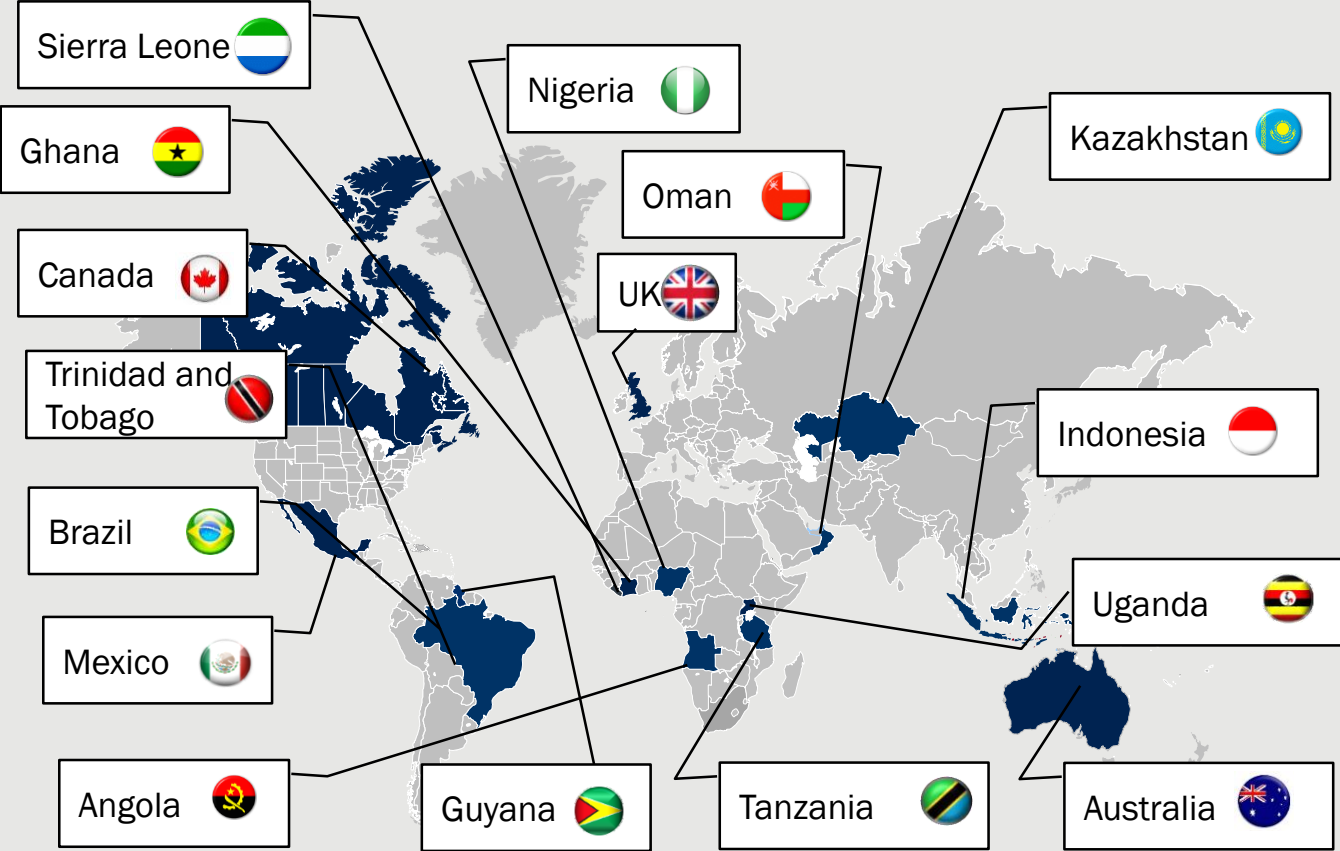 Sierra Leone
Nigeria
Ghana
Kazakhstan
Oman
Canada
UK
Trinidad and
Tobago
Indonesia
Brazil
Uganda
Mexico
Angola
Guyana
Tanzania
Australia